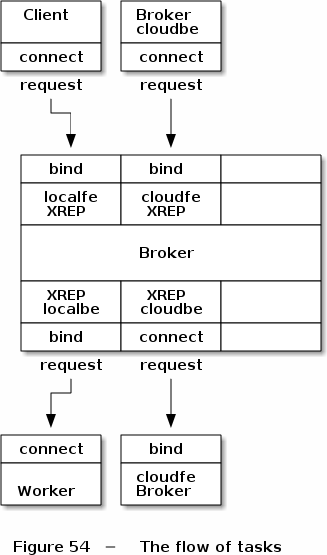 Client
Broker
cloudbe
connect
connect
request
request
bind
bind
localfe
XREP
cloudfe
XREP
Broker
XREP
localbe
XREP
cloudbe
bind
connect
request
request
connect
bind
Worker
cloudfe
Broker
Figure 54 – The flow of tasks